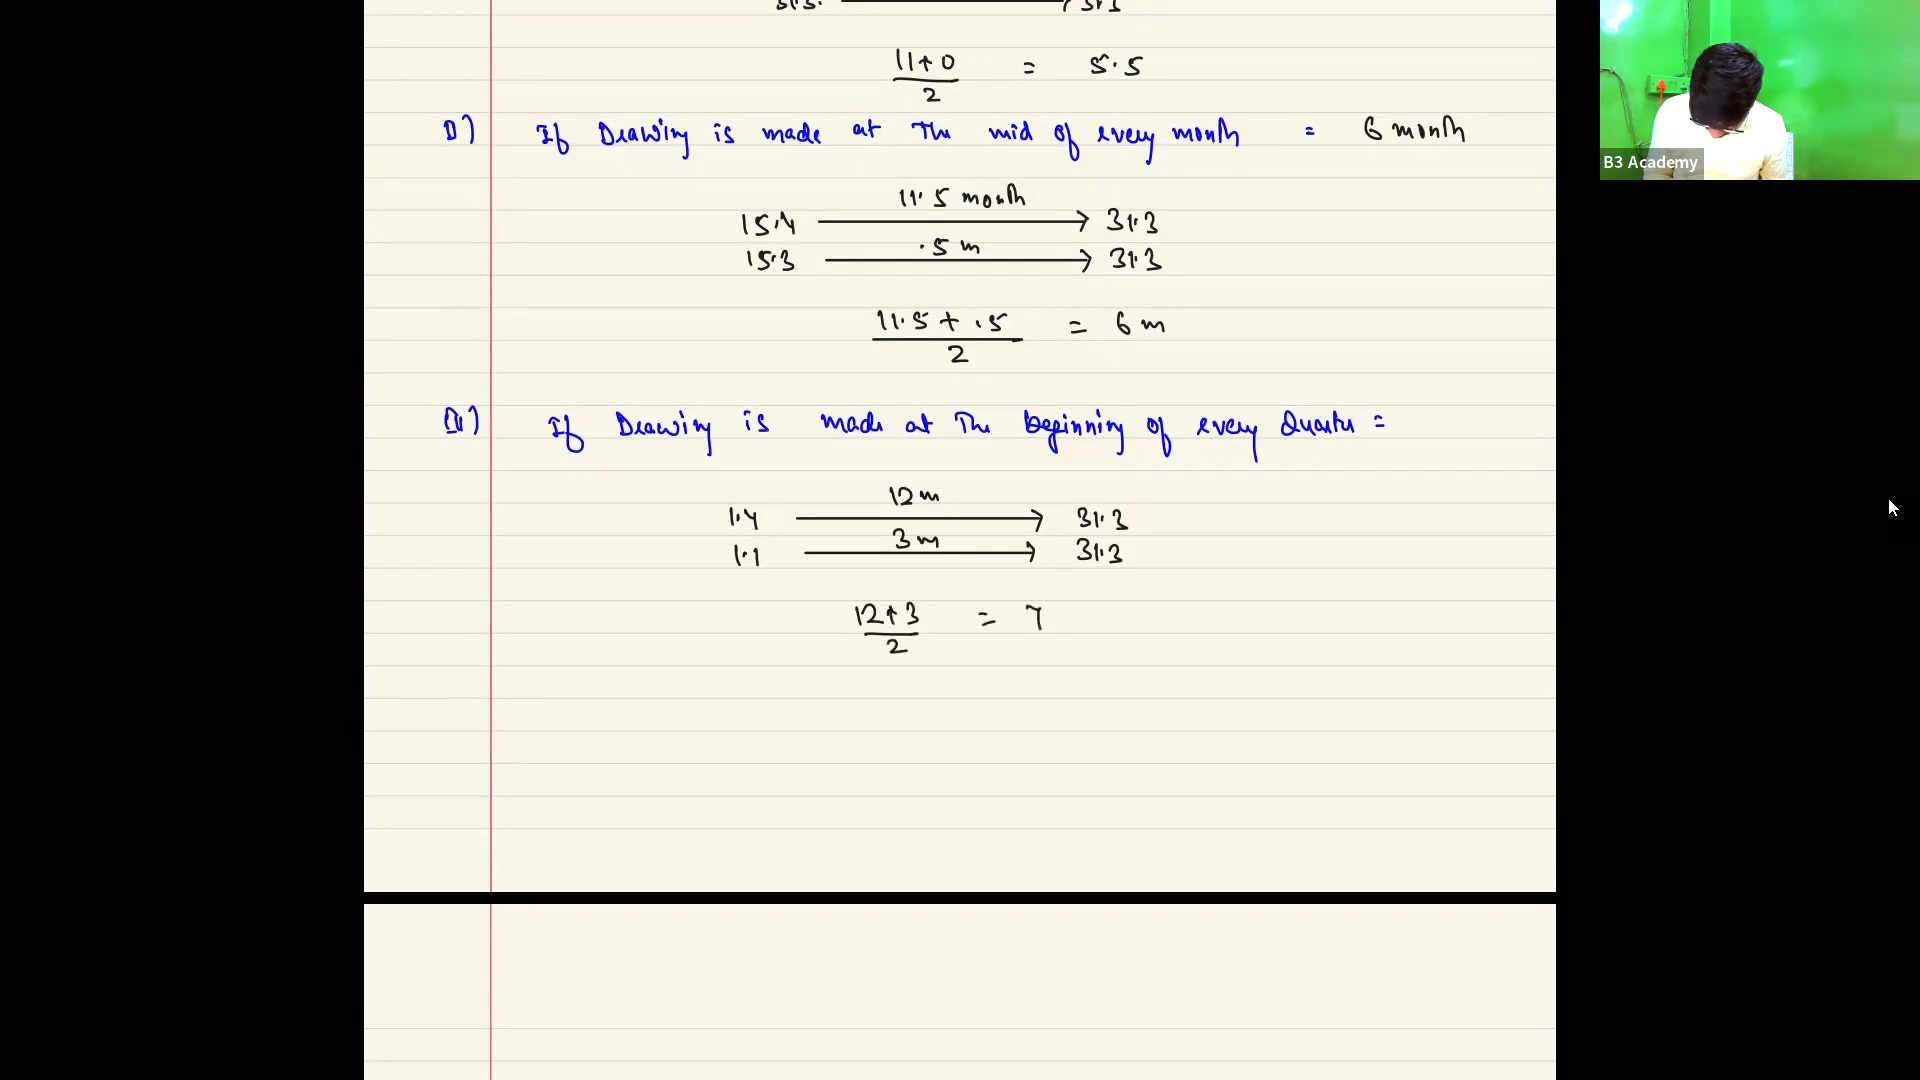 11+0
2
= 5.5
If Drawing is made at The mid of every month = 6 month
11.5 month
15.4 → 31.3
.5 m
15.3 → 31.3
11.5 + .5
2
= 6 m
If Drawing is made at The beginning of every Quarter =
12 m
1.4 → 31.3
3 m
1.1 → 31.3
12+3
2
= 7
B3 Academy